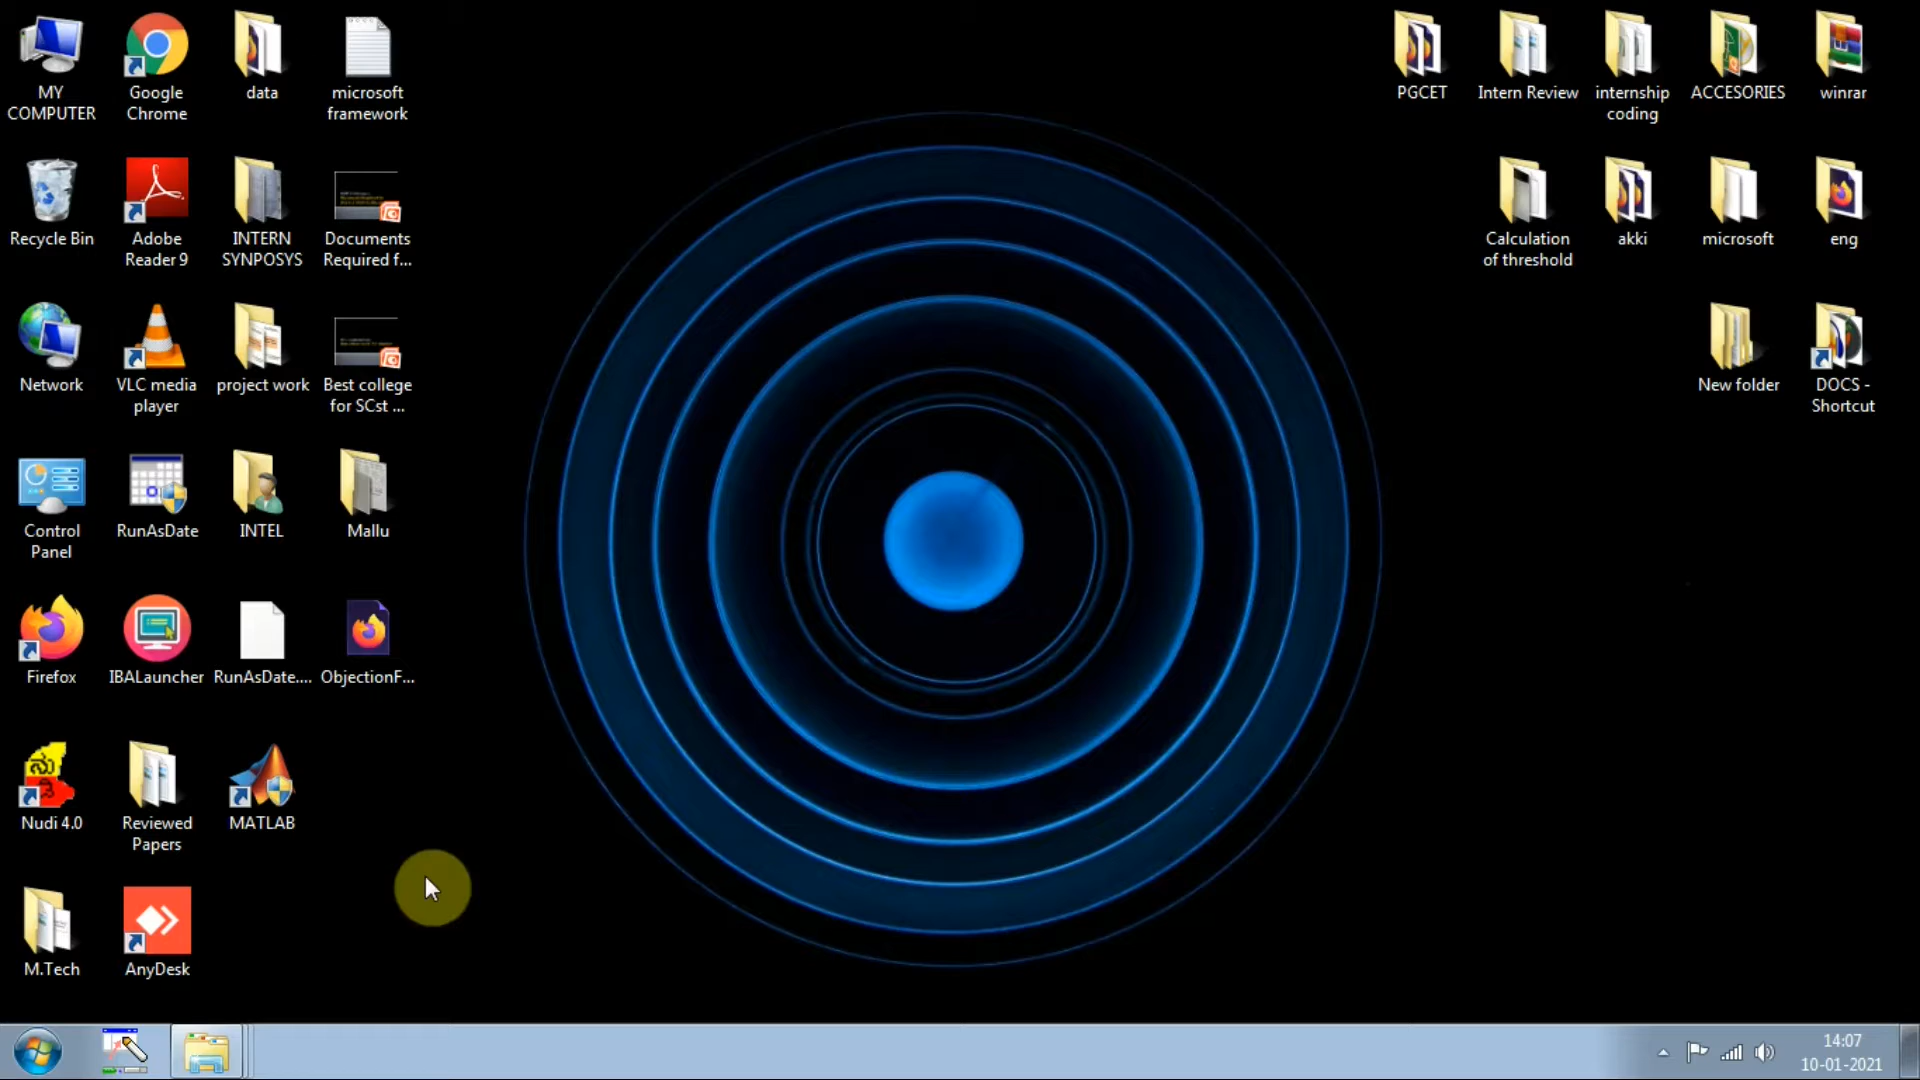 MY
COMPUTER
Google
Chrome
data
microsoft
framework
PGCET
Intern Review
internship
coding
ACCESORIES
winrar
Recycle Bin
Adobe
Reader 9
INTERN
SYNPOSYS
Documents
Required f...
Calculation
of threshold
akki
microsoft
eng
Network
VLC media
player
project work
Best college
for SCst ...
New folder
DOCS -
Shortcut
Control
Panel
RunAsDate
INTEL
Mallu
Firefox
IBALauncher
RunAsDate....
ObjectionF...
ನು
ಡಿ
Nudi 4.0
Reviewed
Papers
MATLAB
M.Tech
AnyDesk
14:07
10-01-2021